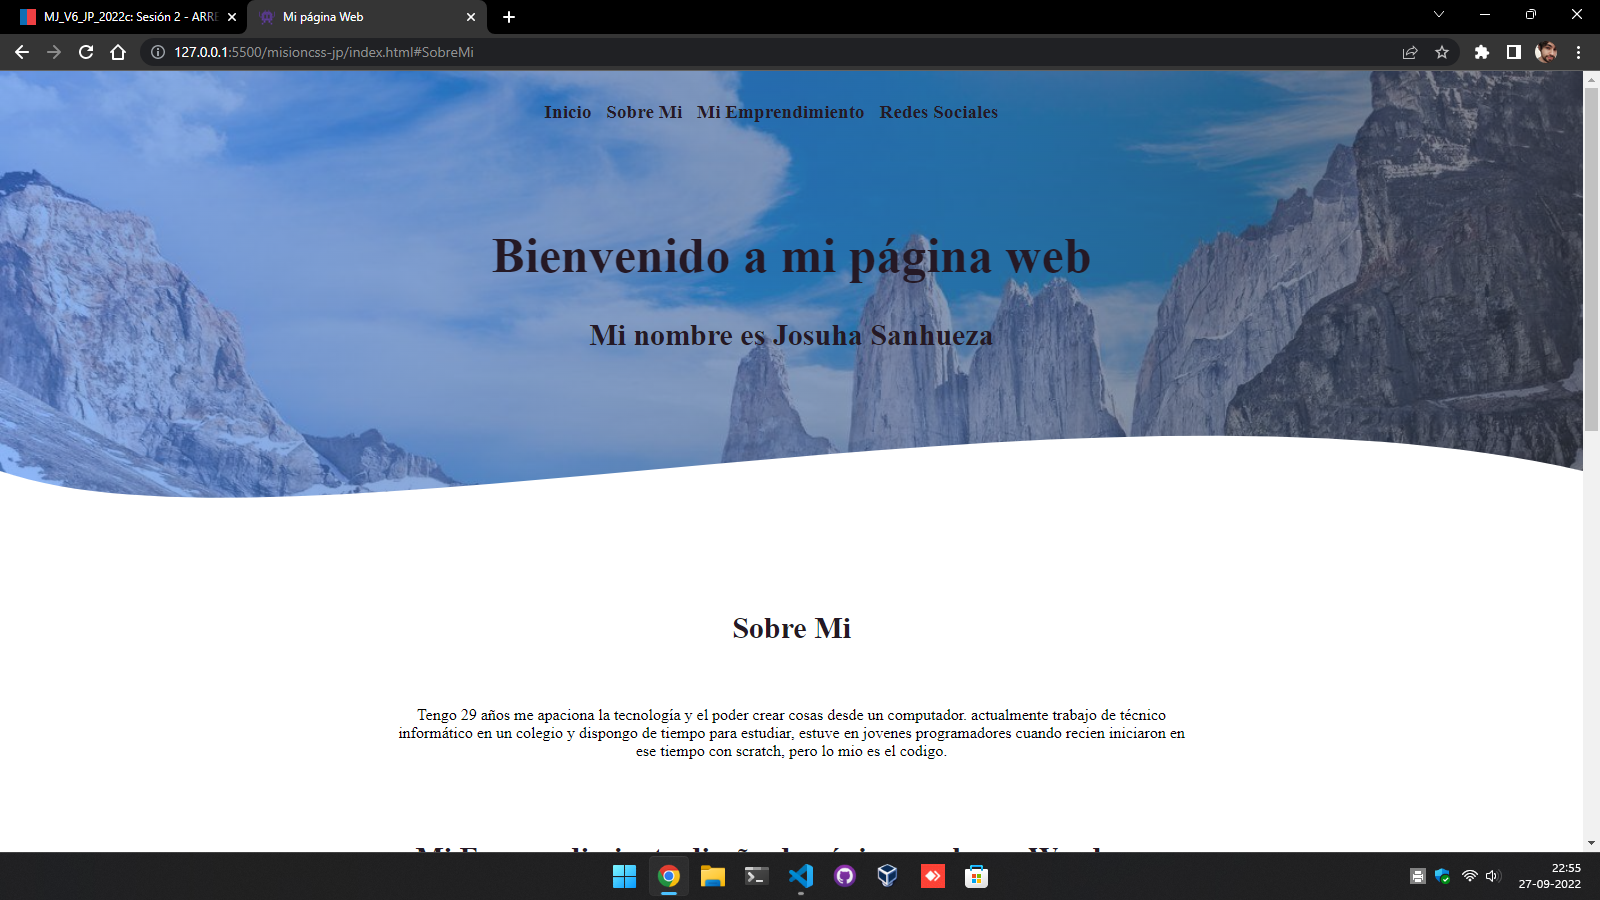 MJ_V6_JP_2022c: Sesión 2 - ARRE
Mi página Web
127.0.0.1:5500/misioncss-jp/index.html#SobreMi
Inicio Sobre Mi Mi Emprendimiento Redes Sociales
Bienvenido a mi página web
Mi nombre es Josuha Sanhueza
Sobre Mi
Tengo 29 años me apaciona la tecnología y el poder crear cosas desde un computador. actualmente trabajo de técnico
informático en un colegio y dispongo de tiempo para estudiar, estuve en jovenes programadores cuando recien iniciaron en
ese tiempo con scratch, pero lo mio es el codigo.
22:55
27-09-2022